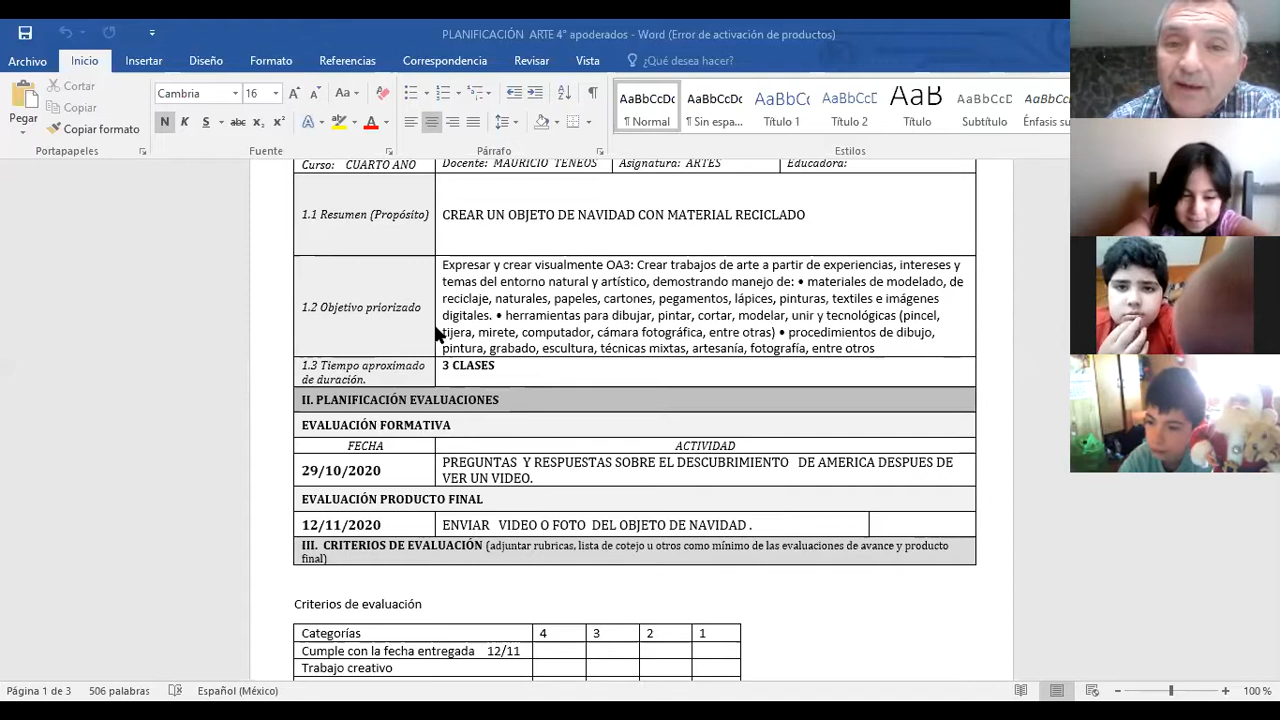 PLANIFICACIÓN ARTE 4° apoderados - Word (Error de activación de productos)
Archivo Inicio Insertar Diseño Formato Referencias Correspondencia Revisar Vista ¿Qué desea hacer?
Pegar
Cortar
Copiar
Copiar formato
Portapapeles
Cambria 16 Aa
N K S abc x₂ x² A A
Fuente
Párrafo
AaBbCcDc AaBbCcDc AaBbCcD AaBbCcD AaB AaBbCcD AaBbCcD
¶ Normal ¶ Sin espa... Título 1 Título 2 Título Subtítulo Énfasis su
Estilos
Curso: CUARTO AÑO Docente: MAURICIO TENEOS Asignatura: ARTES Educadora:
1.1 Resumen (Propósito) CREAR UN OBJETO DE NAVIDAD CON MATERIAL RECICLADO
1.2 Objetivo priorizado
Expresar y crear visualmente OA3: Crear trabajos de arte a partir de experiencias, intereses y
temas del entorno natural y artístico, demostrando manejo de: • materiales de modelado, de
reciclaje, naturales, papeles, cartones, pegamentos, lápices, pinturas, textiles e imágenes
digitales. • herramientas para dibujar, pintar, cortar, modelar, unir y tecnológicas (pincel,
tijera, mirete, computador, cámara fotográfica, entre otras) • procedimientos de dibujo,
pintura, grabado, escultura, técnicas mixtas, artesanía, fotografía, entre otros
1.3 Tiempo aproximado
de duración.
3 CLASES
II. PLANIFICACIÓN EVALUACIONES
EVALUACIÓN FORMATIVA
FECHA ACTIVIDAD
29/10/2020
PREGUNTAS Y RESPUESTAS SOBRE EL DESCUBRIMIENTO DE AMERICA DESPUES DE
VER UN VIDEO.
EVALUACIÓN PRODUCTO FINAL
12/11/2020 ENVIAR VIDEO O FOTO DEL OBJETO DE NAVIDAD .
III. CRITERIOS DE EVALUACIÓN (adjuntar rubricas, lista de cotejo u otros como mínimo de las evaluaciones de avance y producto
final)
Criterios de evaluación
Categorías 4 3 2 1
Cumple con la fecha entregada 12/11
Trabajo creativo
Página 1 de 3 506 palabras Español (México) 100 %